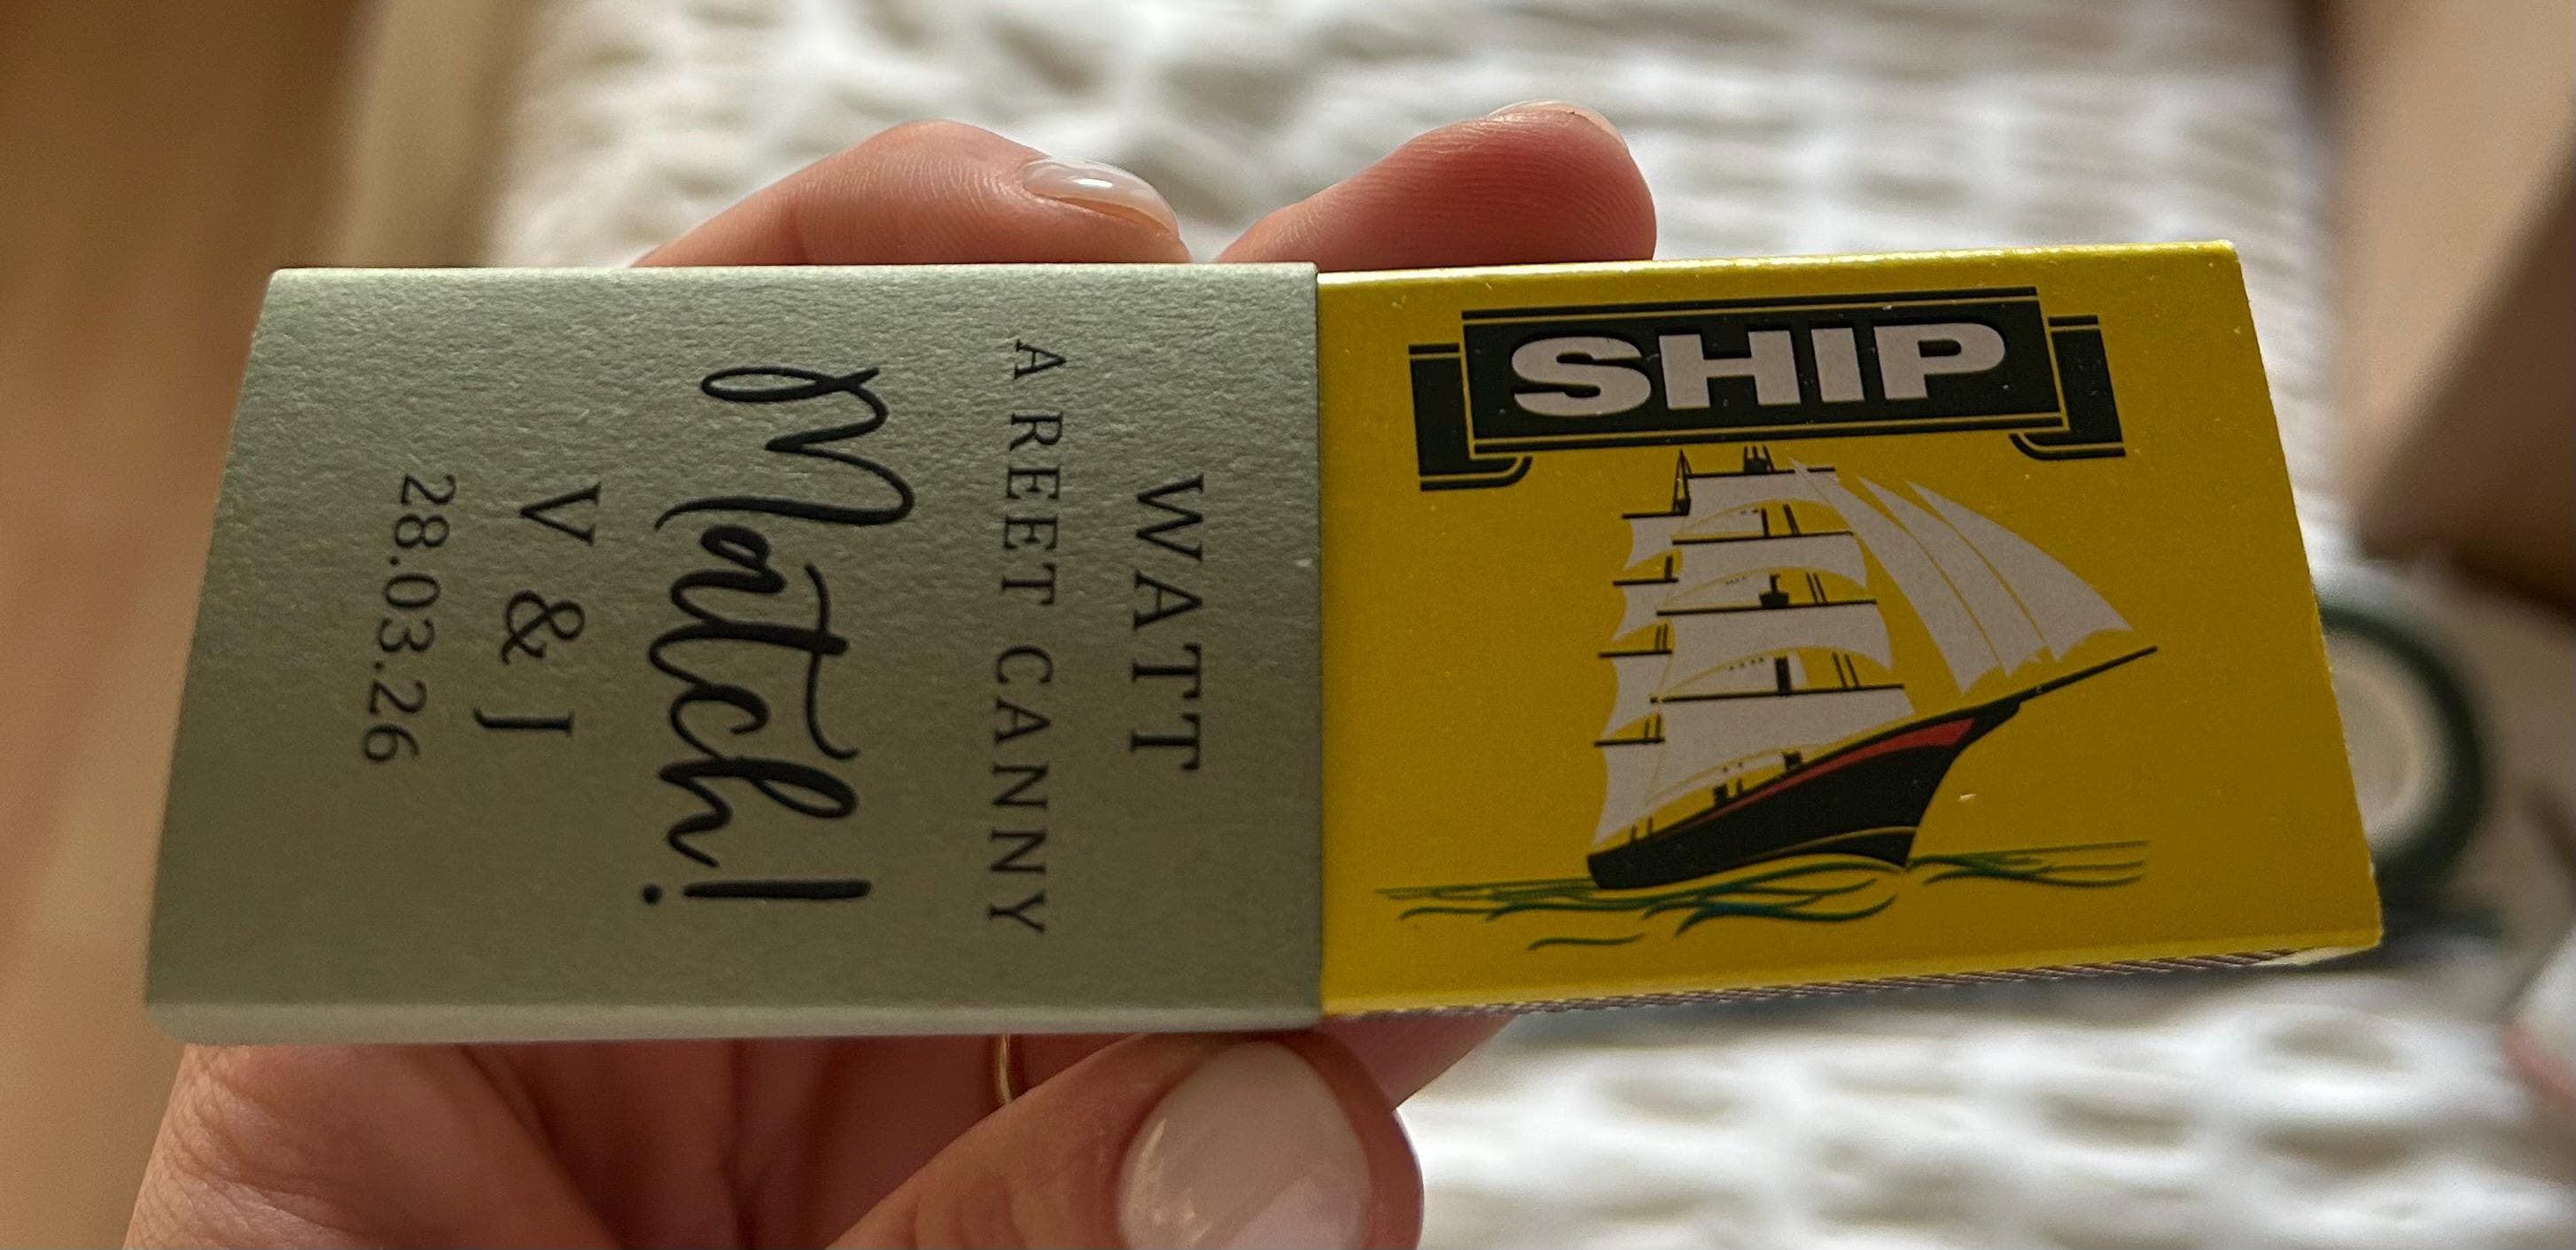 WATT
A REET CANNY
Match!
V & J
28.03.26
SHIP